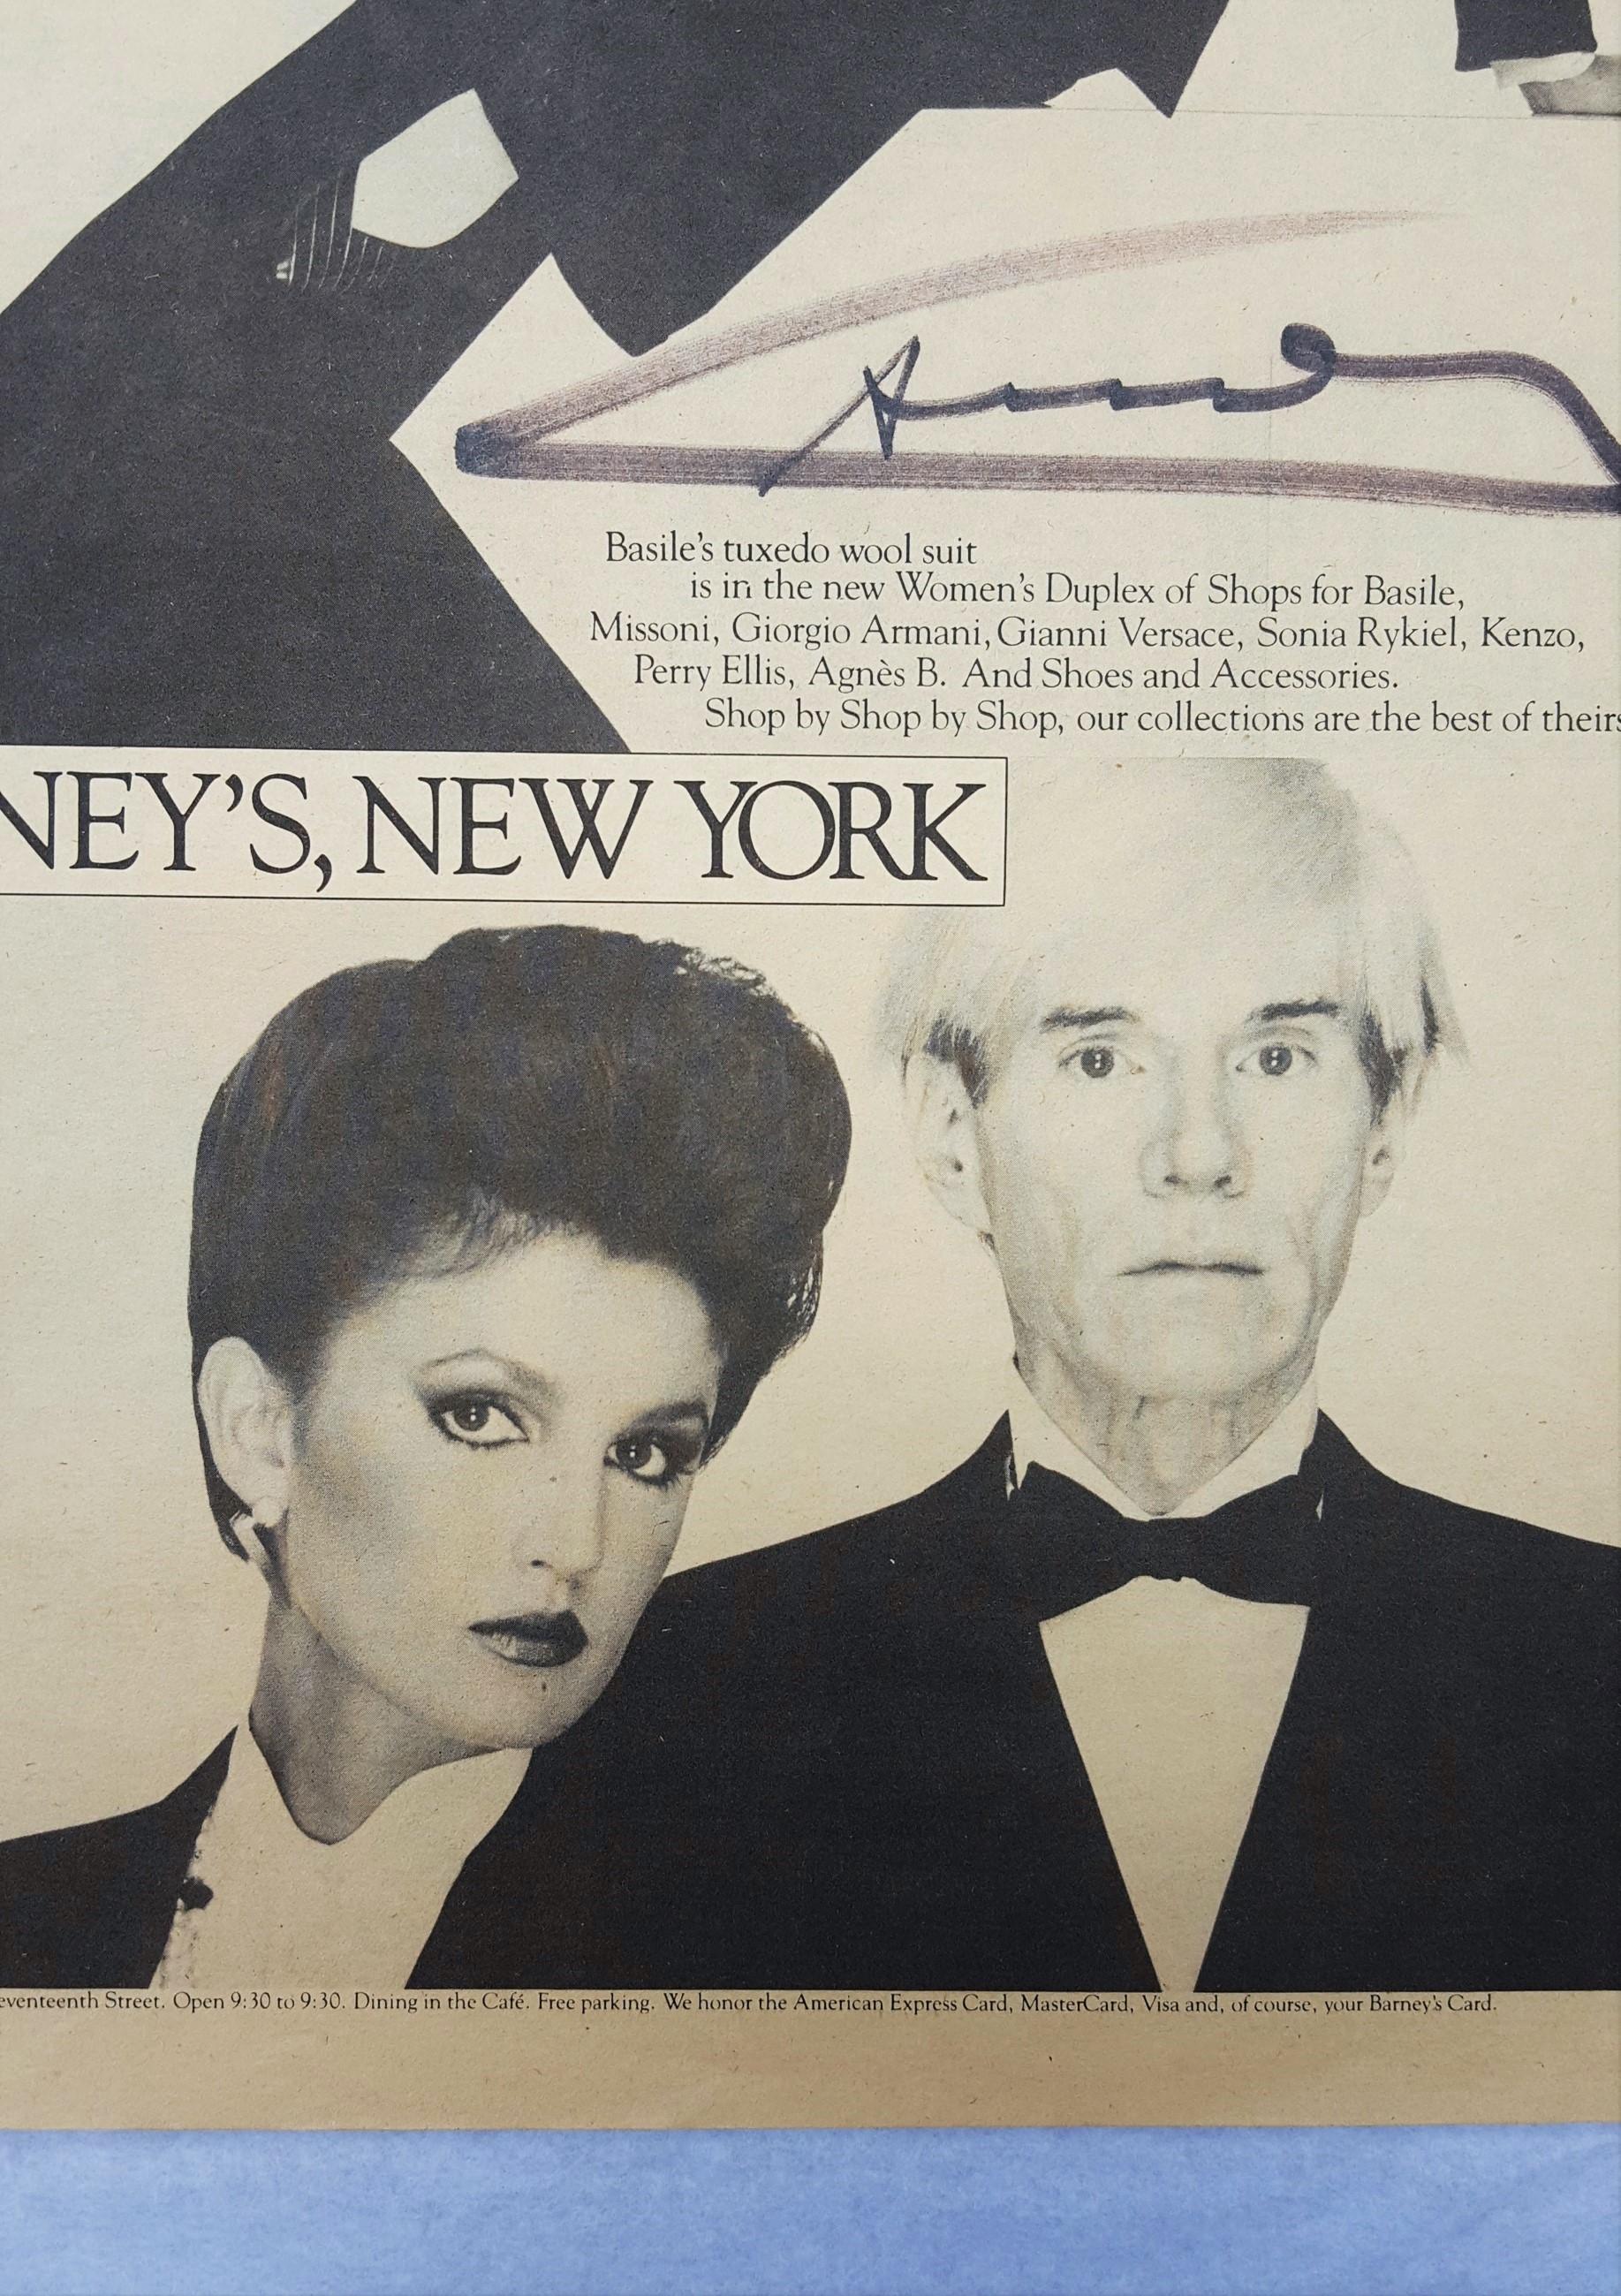 Basile's tuxedo wool suit
is in the new Women's Duplex of Shops for Basile,
Missoni, Giorgio Armani, Gianni Versace, Sonia Rykiel, Kenzo,
Perry Ellis, Agnès B. And Shoes and Accessories.
Shop by Shop by Shop, our collections are the best of theirs
NEY'S, NEW YORK
eventeenth Street. Open 9:30 to 9:30. Dining in the Café. Free parking. We honor the American Express Card, MasterCard, Visa and, of course, your Barney's Card.